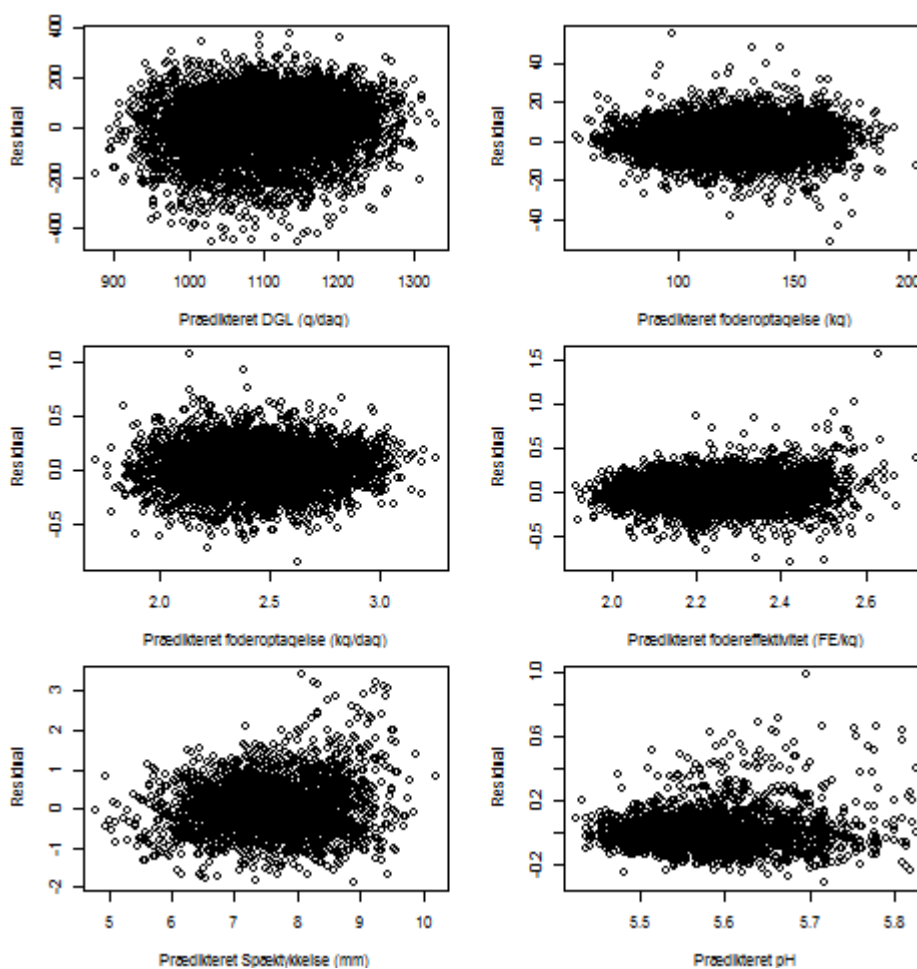 Residual
-400 -200 0 200 400
900 1000 1100 1200 1300
Prædikteret DGL (g/dag)
Residual
-40 -20 0 20 40
100 150 200
Prædikteret foderoptagelse (kg)
Residual
-0.5 0.0 0.5 1.0
2.0 2.5 3.0
Prædikteret foderoptagelse (kg/dag)
Residual
-0.5 0.0 0.5 1.0 1.5
2.0 2.2 2.4 2.6
Prædikteret fodereffektivitet (FE/kg)
Residual
-2 -1 0 1 2 3
5 6 7 8 9 10
Prædikteret Spæktykkelse (mm)
Residual
-0.2 0.2 0.6 1.0
5.5 5.6 5.7 5.8
Prædikteret pH